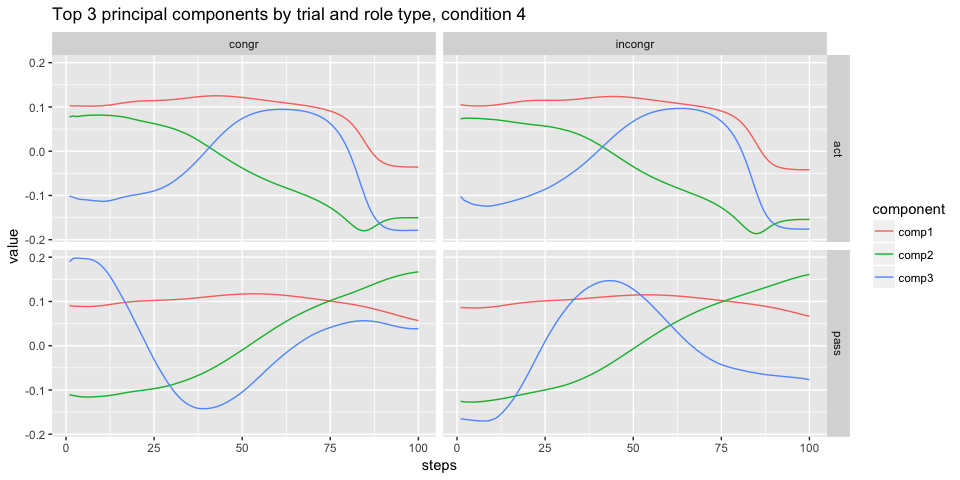 Top 3 principal components by trial and role type, condition 4
congr
incongr
0.2
0.1
0.0
-0.1
-0.2
act
value
0.2
0.1
0.0
-0.1
-0.2
pass
0
25
50
75
100
0
25
50
75
100
steps
component
comp1
comp2
comp3